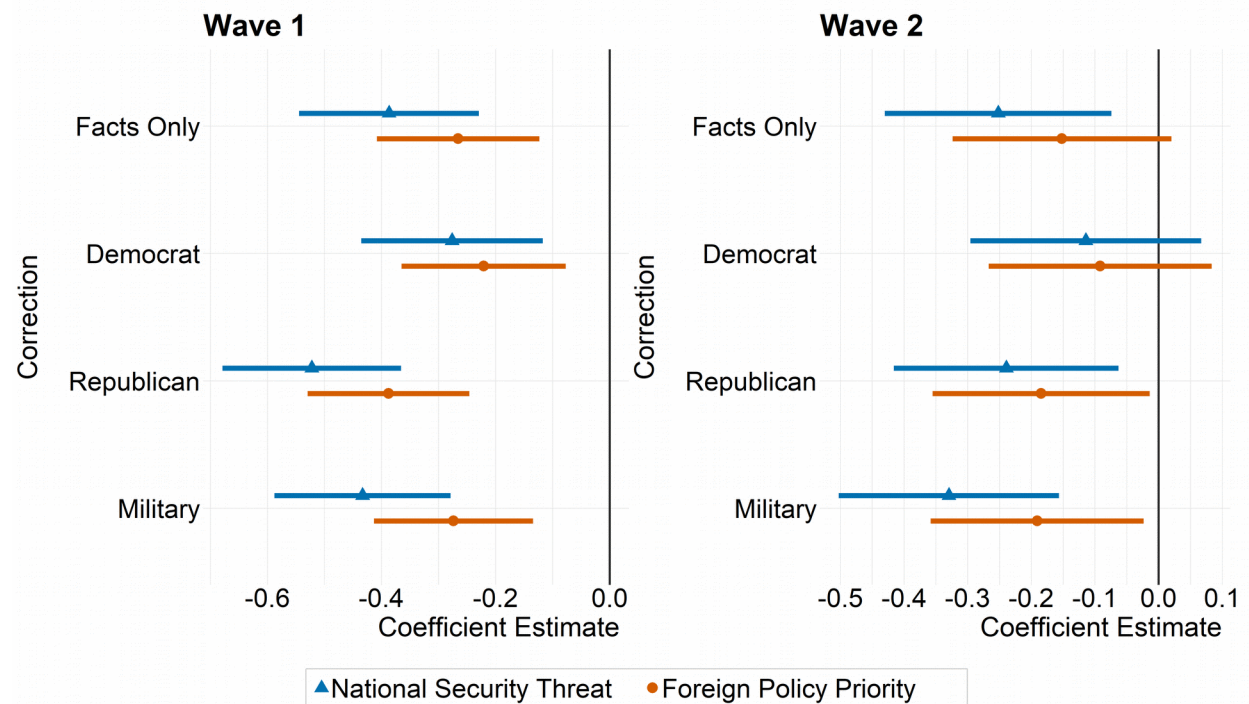 Wave 1
Correction
Facts Only
Democrat
Republican
Military
-0.6 -0.4 -0.2 0.0
Coefficient Estimate
Wave 2
Correction
Facts Only
Democrat
Republican
Military
-0.5 -0.4 -0.3 -0.2 -0.1 0.0 0.1
Coefficient Estimate
National Security Threat Foreign Policy Priority